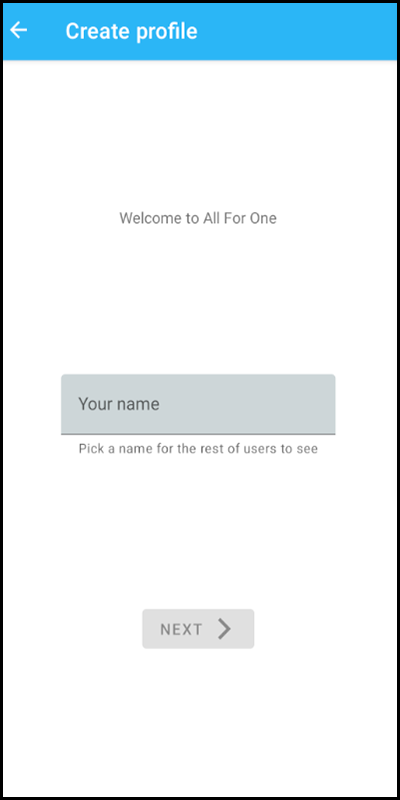 Create profile
Welcome to All For One
Your name
Pick a name for the rest of users to see
NEXT